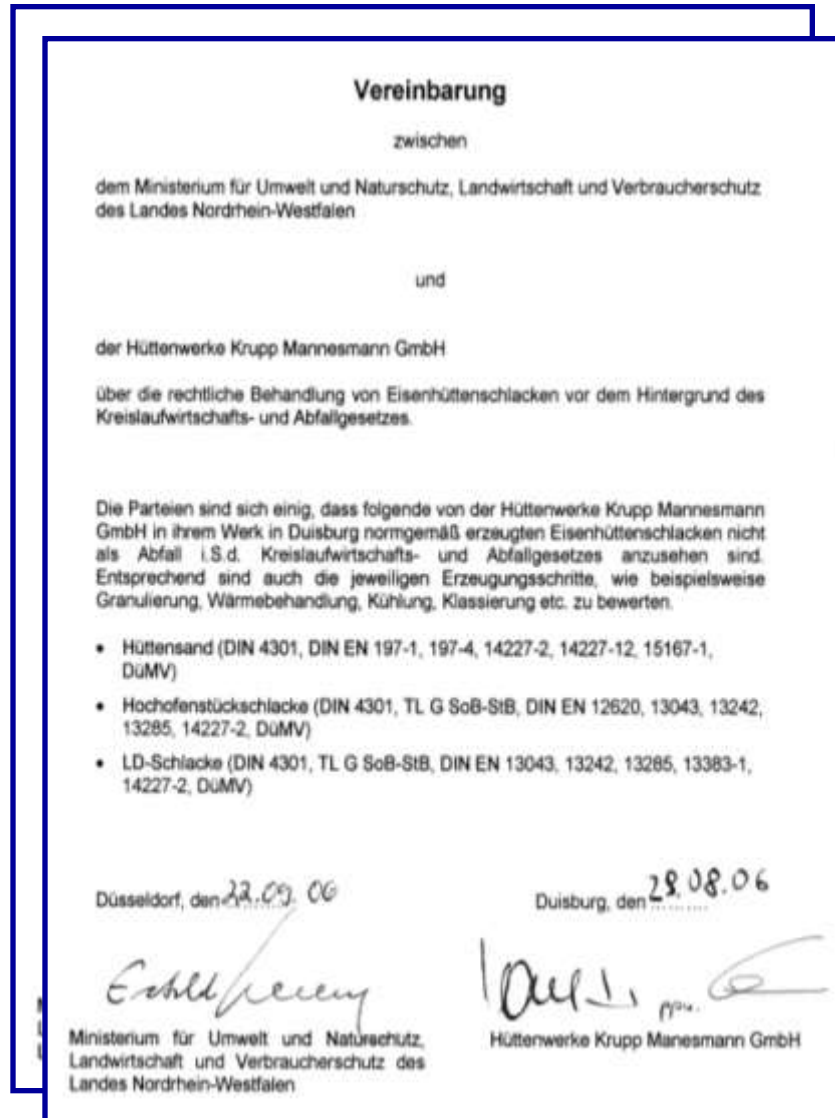 Vereinbarung
zwischen
dem Ministerium für Umwelt und Naturschutz, Landwirtschaft und Verbraucherschutz
des Landes Nordrhein-Westfalen
und
der Hüttenwerke Krupp Mannesmann GmbH
über die rechtliche Behandlung von Eisenhüttenschlacken vor dem Hintergrund des
Kreislaufwirtschafts- und Abfallgesetzes.
Die Parteien sind sich einig, dass folgende von der Hüttenwerke Krupp Mannesmann
GmbH in ihrem Werk in Duisburg normgemäß erzeugten Eisenhüttenschlacken nicht
als Abfall i.S.d. Kreislaufwirtschafts- und Abfallgesetzes anzusehen sind.
Entsprechend sind auch die jeweiligen Erzeugungsschritte, wie beispielsweise
Granulierung, Wärmebehandlung, Kühlung, Klassierung etc. zu bewerten.
• Hüttensand (DIN 4301, DIN EN 197-1, 197-4, 14227-2, 14227-12, 15167-1,
DüMV)
• Hochofenstückschlacke (DIN 4301, TL G SoB-StB, DIN EN 12620, 13043, 13242,
13285, 14227-2, DüMV)
• LD-Schlacke (DIN 4301, TL G SoB-StB, DIN EN 13043, 13242, 13285, 13383-1,
14227-2, DüMV)
Düsseldorf, den 22.09.06
Duisburg, den 28.08.06
ppa.
Ministerium für Umwelt und Naturschutz,
Landwirtschaft und Verbraucherschutz des
Landes Nordrhein-Westfalen
Hüttenwerke Krupp Manesmann GmbH